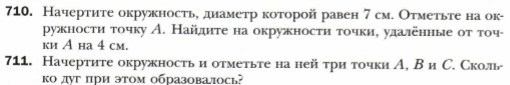 710. Начертите окружность, диаметр которой равен 7 см. Отметьте на ок-
ружности точку A. Найдите на окружности точки, удалённые от точ-
ки A на 4 см.
711. Начертите окружность и отметьте на ней три точки A, B и C. Сколь-
ко дуг при этом образовалось?